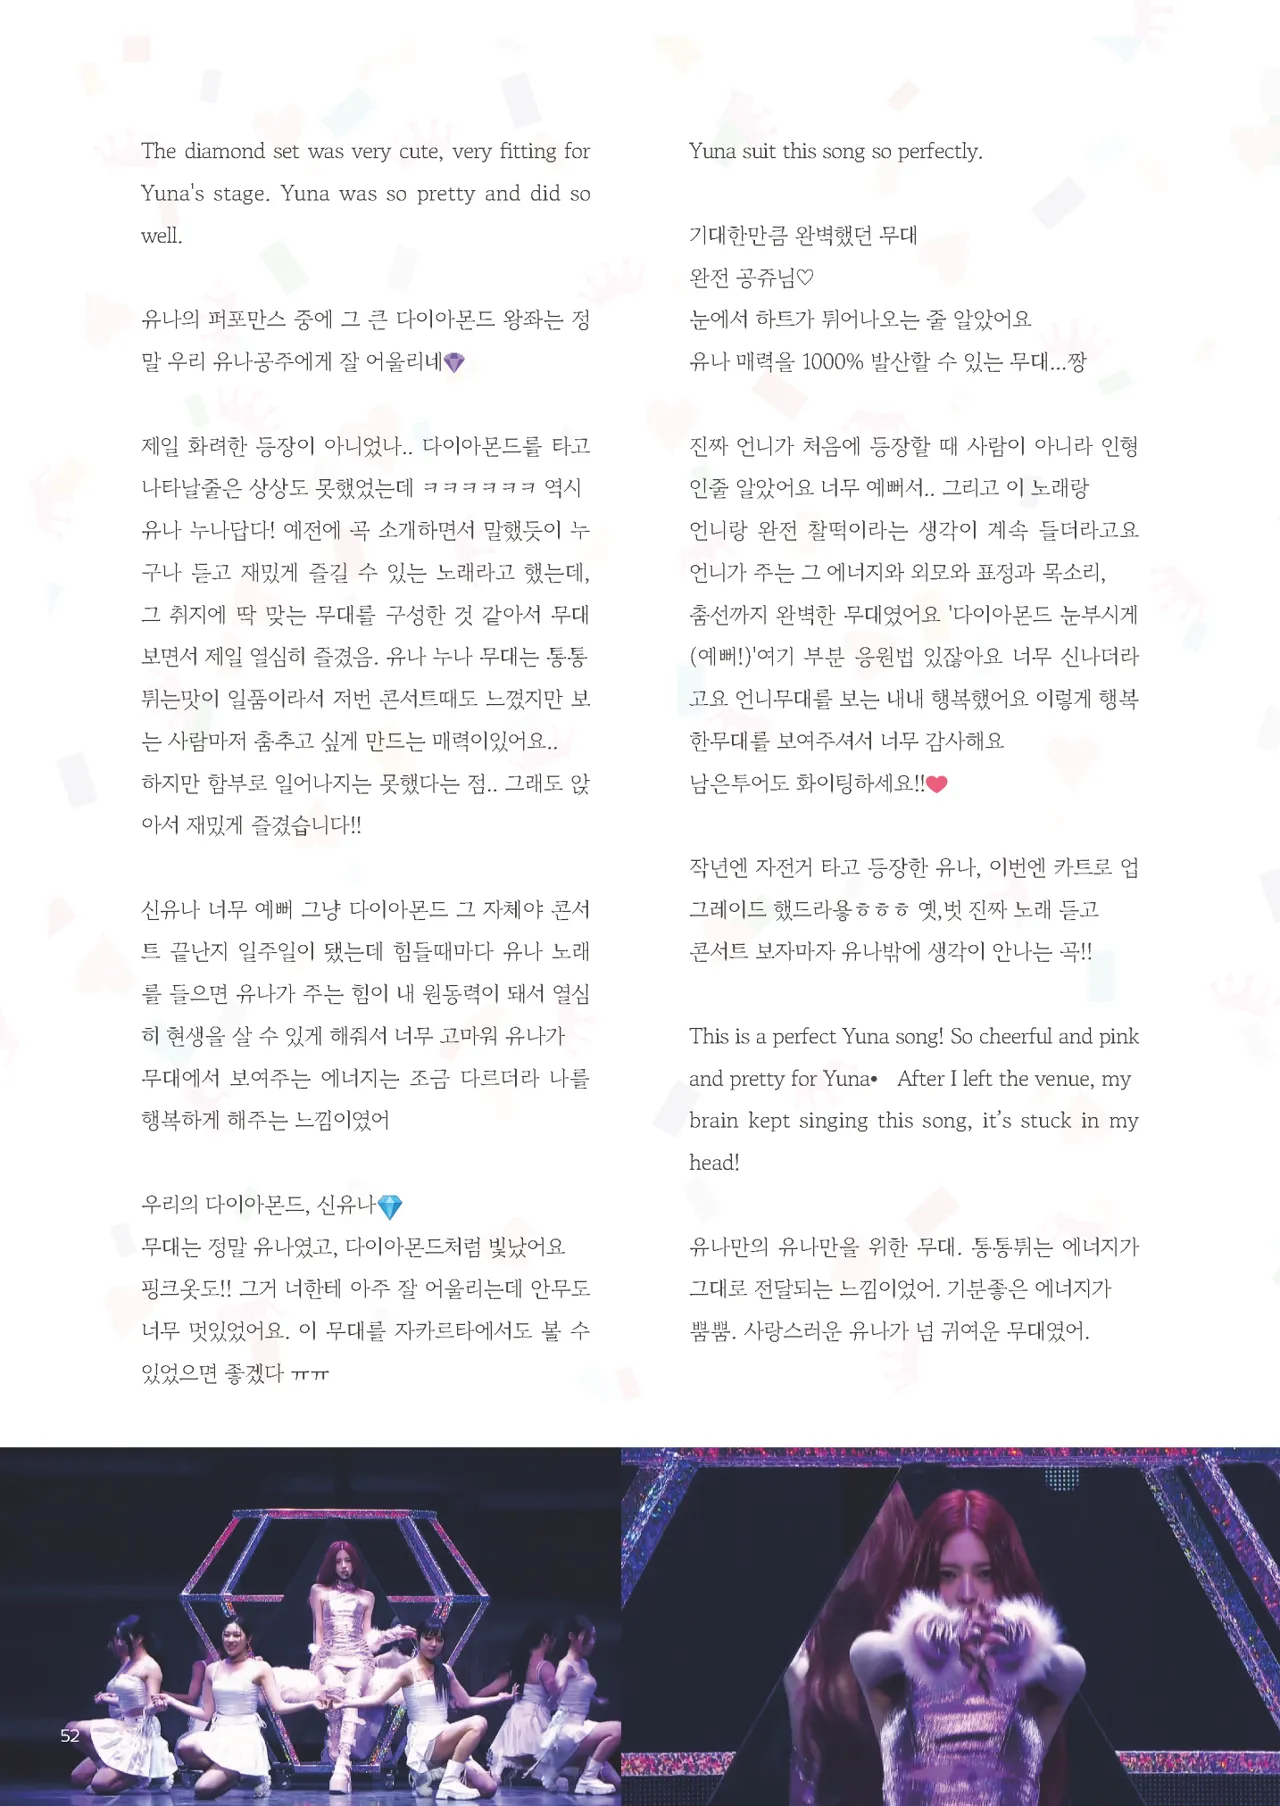 The diamond set was very cute, very fitting for
Yuna's stage. Yuna was so pretty and did so
well.
유나의 퍼포만스 중에 그 큰 다이아몬드 왕좌는 정
말 우리 유나공주에게 잘 어울리네💎
제일 화려한 등장이 아니었나.. 다이아몬드를 타고
나타날줄은 상상도 못했었는데 ㅋㅋㅋㅋㅋㅋ 역시
유나 누나답다! 예전에 곡 소개하면서 말했듯이 누
구나 듣고 재밌게 즐길 수 있는 노래라고 했는데,
그 취지에 딱 맞는 무대를 구성한 것 같아서 무대
보면서 제일 열심히 즐겼음. 유나 누나 무대는 통통
튀는맛이 일품이라서 저번 콘서트때도 느꼈지만 보
는 사람마저 춤추고 싶게 만드는 매력이있어요..
하지만 함부로 일어나지는 못했다는 점.. 그래도 앉
아서 재밌게 즐겼습니다!!
신유나 너무 예뻐 그냥 다이아몬드 그 자체야 콘서
트 끝난지 일주일이 됐는데 힘들때마다 유나 노래
를 들으면 유나가 주는 힘이 내 원동력이 돼서 열심
히 현생을 살 수 있게 해줘서 너무 고마워 유나가
무대에서 보여주는 에너지는 조금 다르더라 나를
행복하게 해주는 느낌이였어
우리의 다이아몬드, 신유나💎
무대는 정말 유나였고, 다이아몬드처럼 빛났어요
핑크옷도!! 그거 너한테 아주 잘 어울리는데 안무도
너무 멋있었어요. 이 무대를 자카르타에서도 볼 수
있었으면 좋겠다 ㅠㅠ
Yuna suit this song so perfectly.
기대한만큼 완벽했던 무대
완전 공쥬님♡
눈에서 하트가 튀어나오는 줄 알았어요
유나 매력을 1000% 발산할 수 있는 무대...짱
진짜 언니가 처음에 등장할 때 사람이 아니라 인형
인줄 알았어요 너무 예뻐서.. 그리고 이 노래랑
언니랑 완전 찰떡이라는 생각이 계속 들더라고요
언니가 주는 그 에너지와 외모와 표정과 목소리,
춤선까지 완벽한 무대였어요 '다이아몬드 눈부시게
(예뻐!)'여기 부분 응원법 있잖아요 너무 신나더라
고요 언니무대를 보는 내내 행복했어요 이렇게 행복
한무대를 보여주셔서 너무 감사해요
남은투어도 화이팅하세요!!❤
작년엔 자전거 타고 등장한 유나, 이번엔 카트로 업
그레이드 했드라욯ㅎㅎㅎ 옛,벗 진짜 노래 듣고
콘서트 보자마자 유나밖에 생각이 안나는 곡!!
This is a perfect Yuna song! So cheerful and pink
and pretty for Yuna• After I left the venue, my
brain kept singing this song, it's stuck in my
head!
유나만의 유나만을 위한 무대. 통통튀는 에너지가
그대로 전달되는 느낌이었어. 기분좋은 에너지가
뿜뿜. 사랑스러운 유나가 넘 귀여운 무대였어.
52